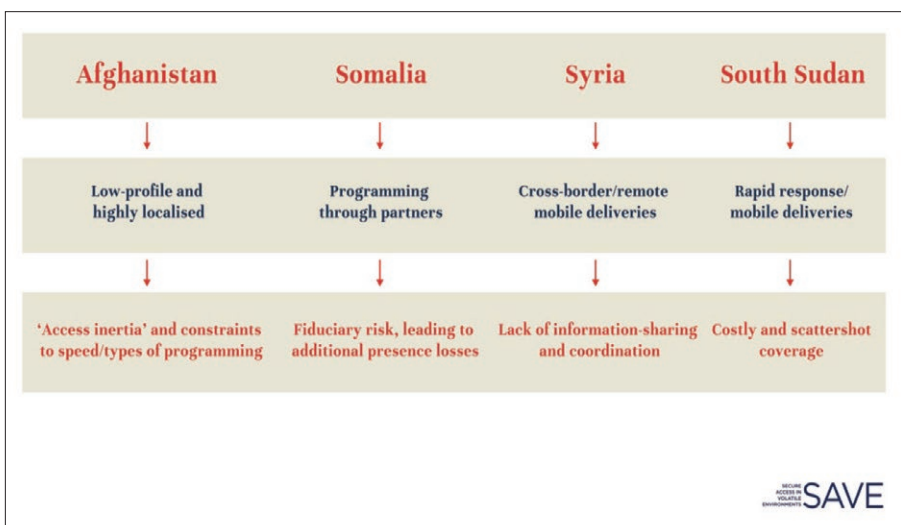 Afghanistan
Somalia
Syria
South Sudan
Low-profile and
highly localised
Programming
through partners
Cross-border/remote
mobile deliveries
Rapid response/
mobile deliveries
‘Access inertia’ and constraints
to speed/types of programming
Fiduciary risk, leading to
additional presence losses
Lack of information-sharing
and coordination
Costly and scattershot
coverage
SECURE
ACCESS IN
VOLATILE
ENVIRONMENTS
SAVE